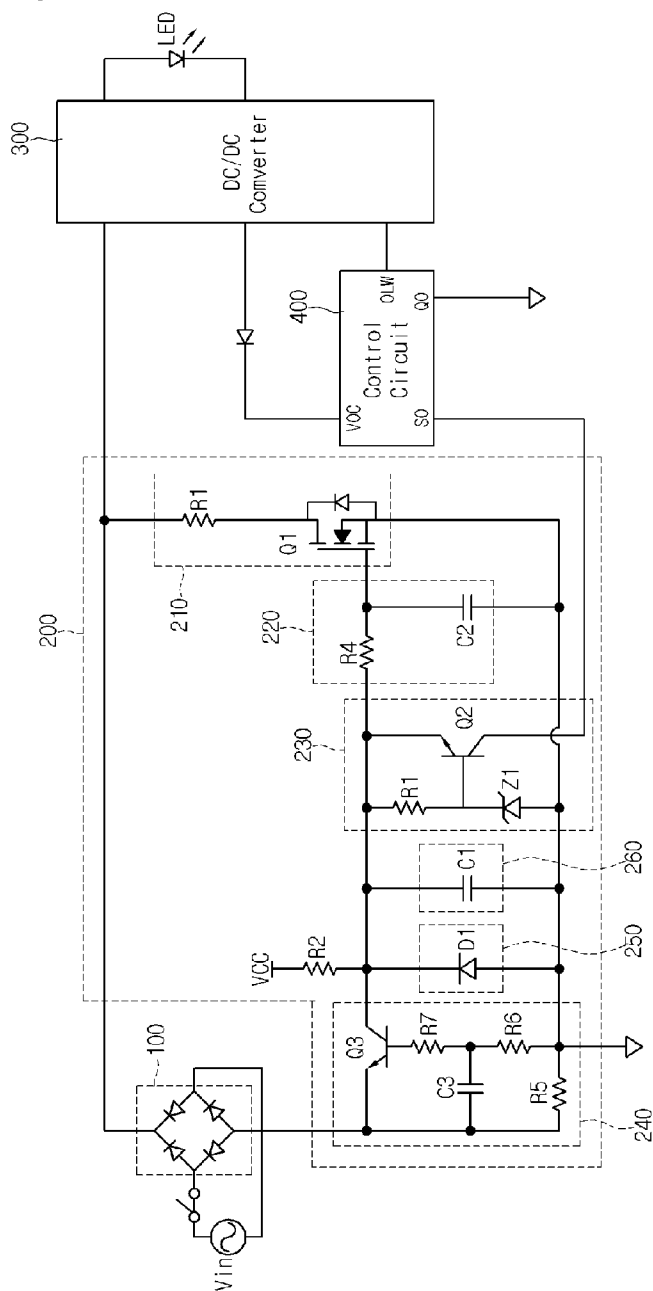 LED
300
DC/DC
Comverter
OLW
400
QO
Control
Circuit
VOC
SO
R1
Q1
210
200
220
R4
C2
230
Q2
R1
Z1
C1
260
VCC
R2
D1
250
100
Q3
R7
R6
C3
R5
240
Vin